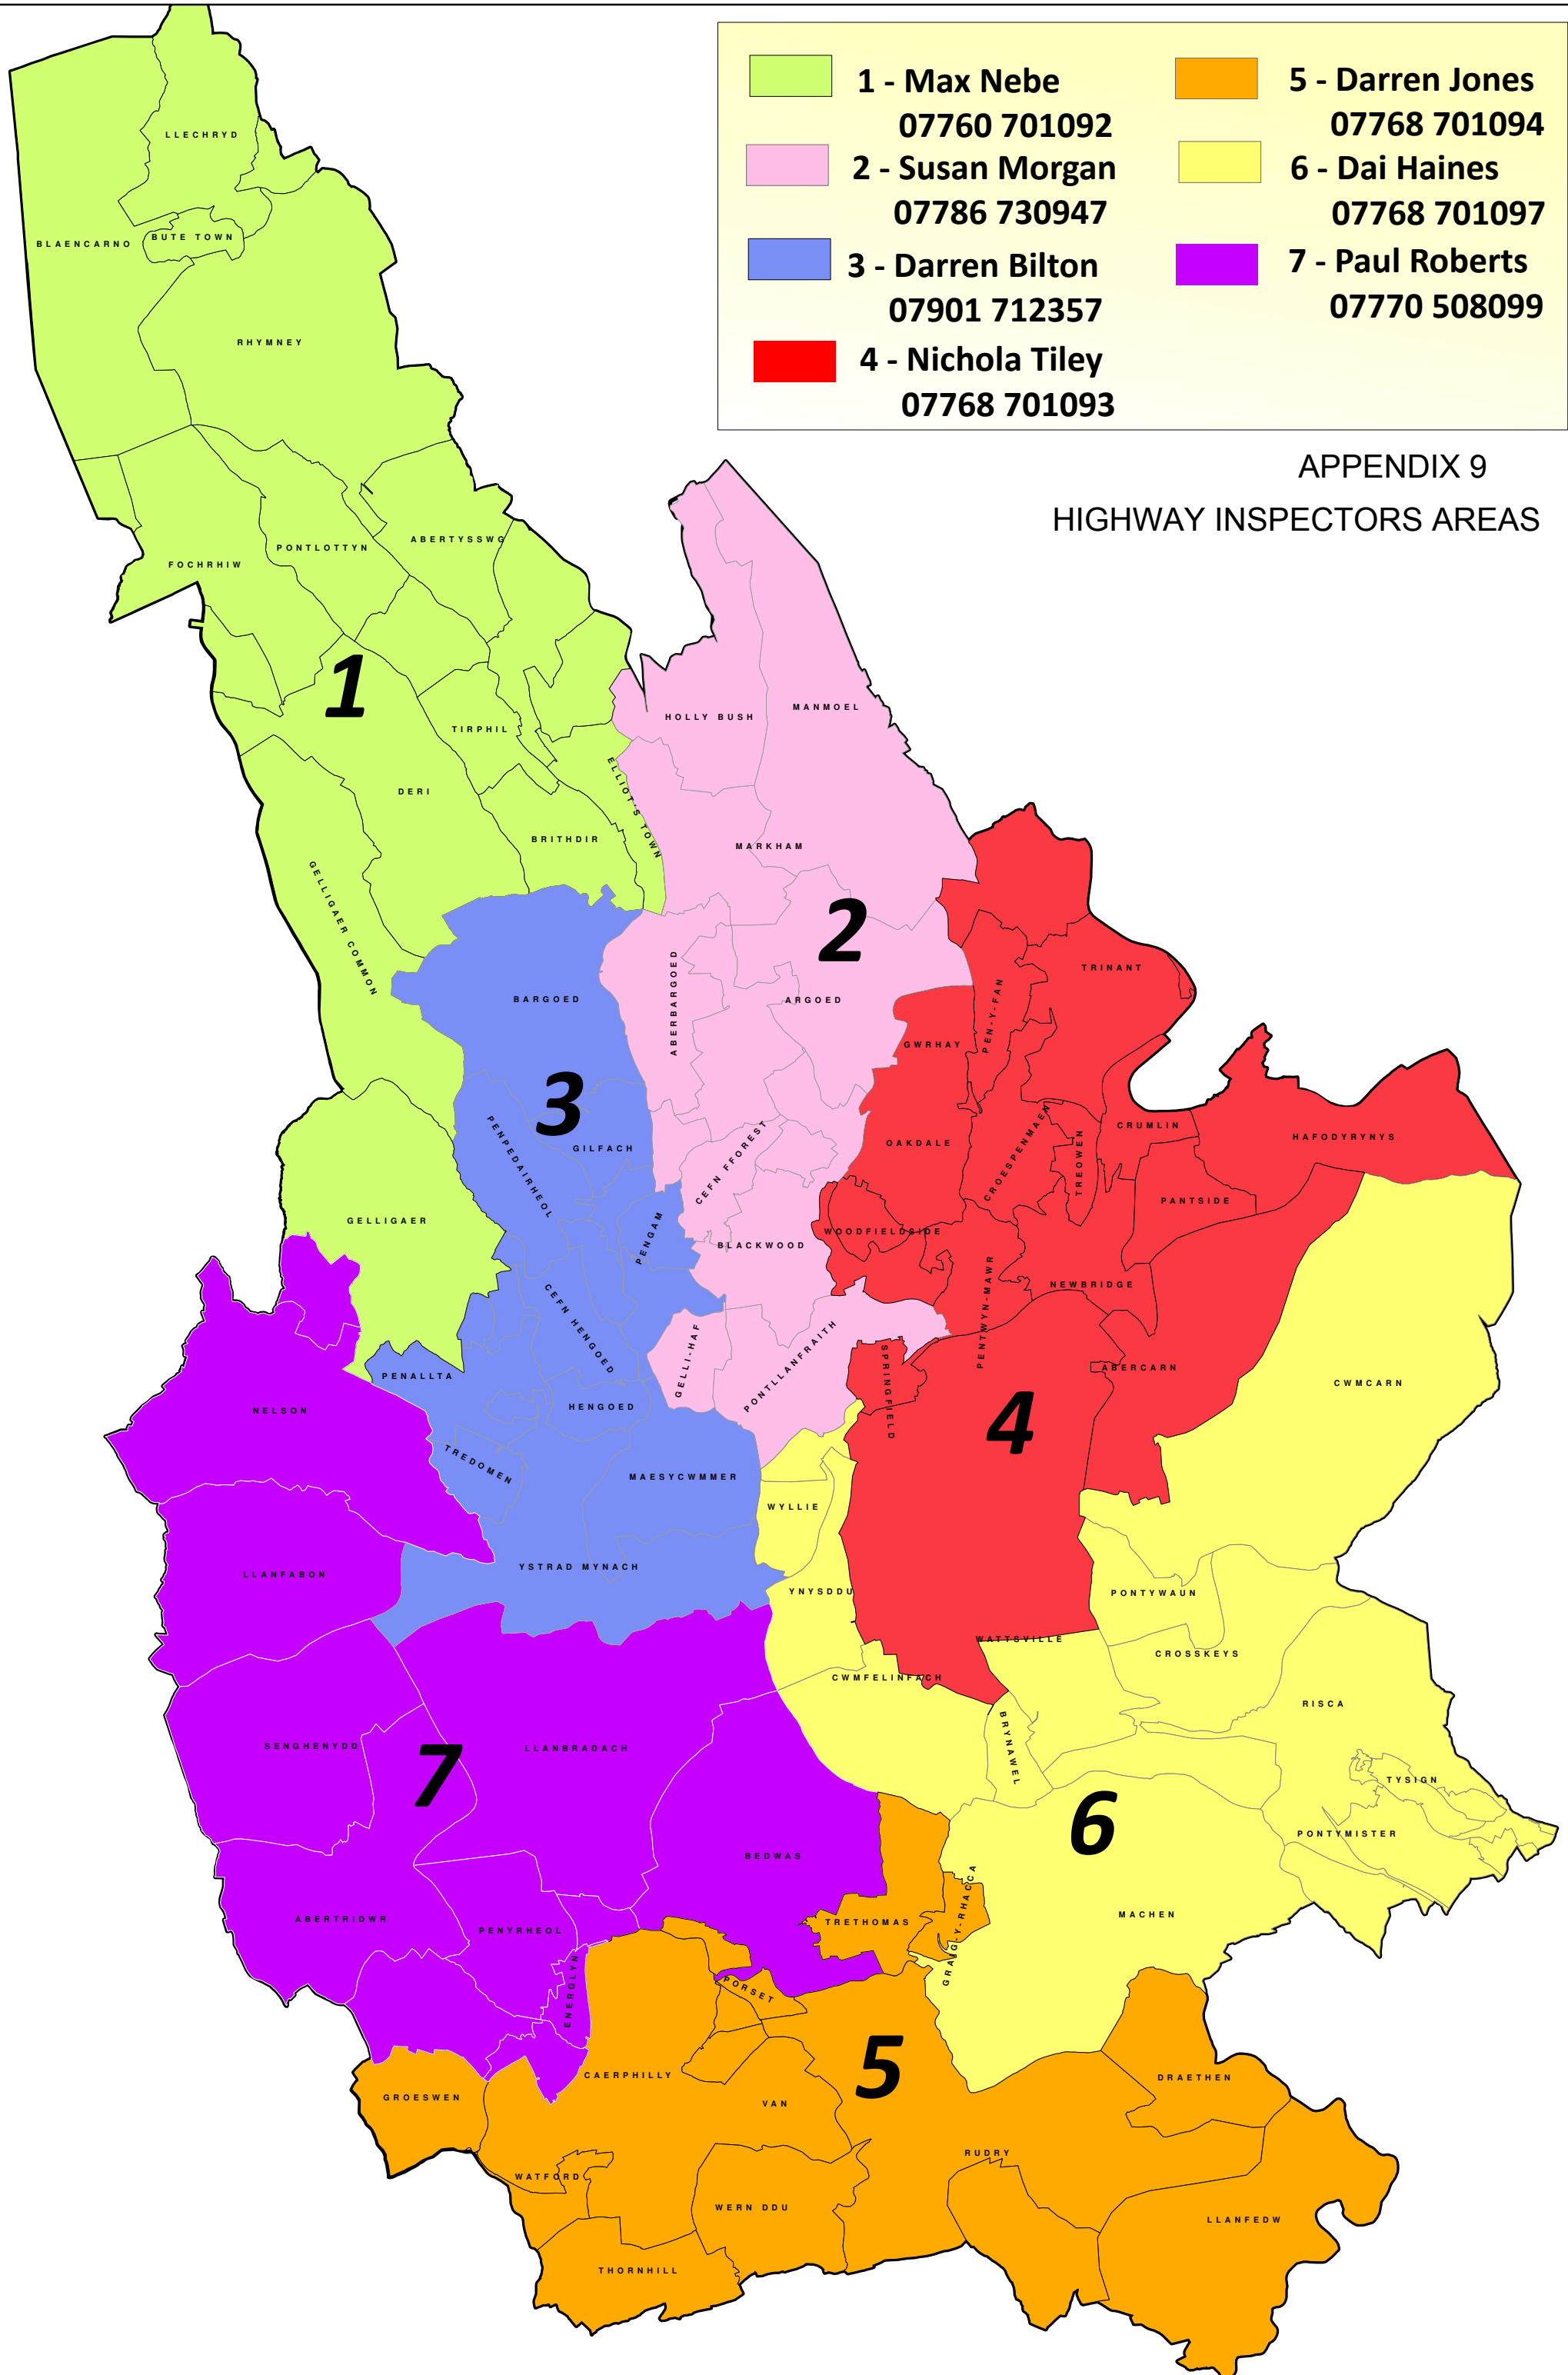 1 - Max Nebe
07760 701092
2 - Susan Morgan
07786 730947
3 - Darren Bilton
07901 712357
4 - Nichola Tiley
07768 701093
5 - Darren Jones
07768 701094
6 - Dai Haines
07768 701097
7 - Paul Roberts
07770 508099
APPENDIX 9
HIGHWAY INSPECTORS AREAS
LLECHRYD
BLAENCARNO
BUTE TOWN
RHYMNEY
ABERTYSSWG
PONTLOTTYN
FOCHRHIW
1
TIRPHIL
DERI
ELLIOT'S TOWN
BRITHDIR
GELLIGAER COMMON
GELLIGAER
HOLLY BUSH
MANMOEL
MARKHAM
2
ABERBARGOED
ARGOED
CEFN FFOREST
BLACKWOOD
GELLI-HAF
PONTLLANFRAITH
BARGOED
3
PENPEDAIRHEOL
GILFACH
PENGAM
CEFN HENGOED
PENALLTA
HENGOED
TREDOMEN
MAESYCWMMER
YSTRAD MYNACH
TRINANT
PEN-Y-FAN
GWRHAY
OAKDALE
CROESPENMAEN
TREOWEN
CRUMLIN
HAFODYRYNYS
PANTSIDE
WOODFIELDSIDE
PENTWYN-MAWR
NEWBRIDGE
SPRINGFIELD
ABERCARN
4
CWMCARN
WYLLIE
YNYSDDU
PONTYWAUN
WATTSVILLE
CROSSKEYS
CWMFELINFACH
RISCA
BRYNAWEL
TYSIGN
6
PONTYMISTER
MACHEN
GRAIG-Y-RHACCA
NELSON
LLANFABON
SENGHENYDD
7
LLANBRADACH
BEDWAS
ABERTRIDWR
PENYRHEOL
ENERGLYN
TRETHOMAS
PORSET
5
CAERPHILLY
GROESWEN
VAN
DRAETHEN
RUDRY
WATFORD
WERN DDU
LLANFEDW
THORNHILL